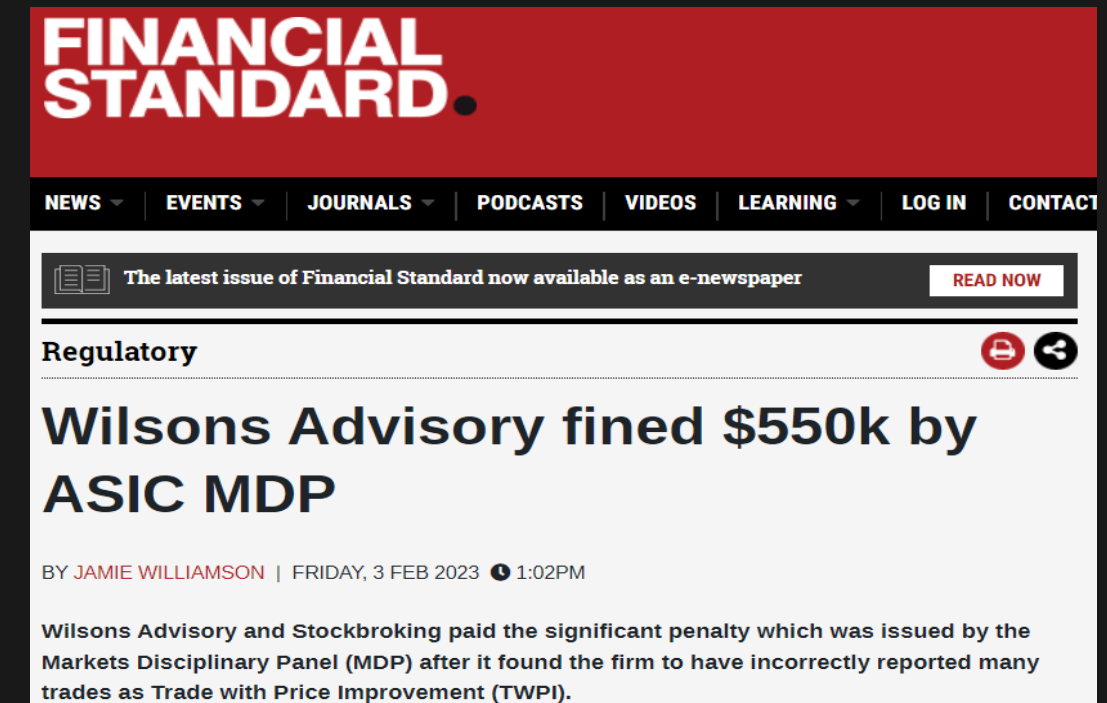 FINANCIAL
STANDARD.
NEWS EVENTS JOURNALS PODCASTS VIDEOS LEARNING LOG IN CONTACT
The latest issue of Financial Standard now available as an e-newspaper READ NOW
Regulatory
Wilsons Advisory fined $550k by
ASIC MDP
BY JAMIE WILLIAMSON | FRIDAY, 3 FEB 2023 1:02PM
Wilsons Advisory and Stockbroking paid the significant penalty which was issued by the
Markets Disciplinary Panel (MDP) after it found the firm to have incorrectly reported many
trades as Trade with Price Improvement (TWPI).